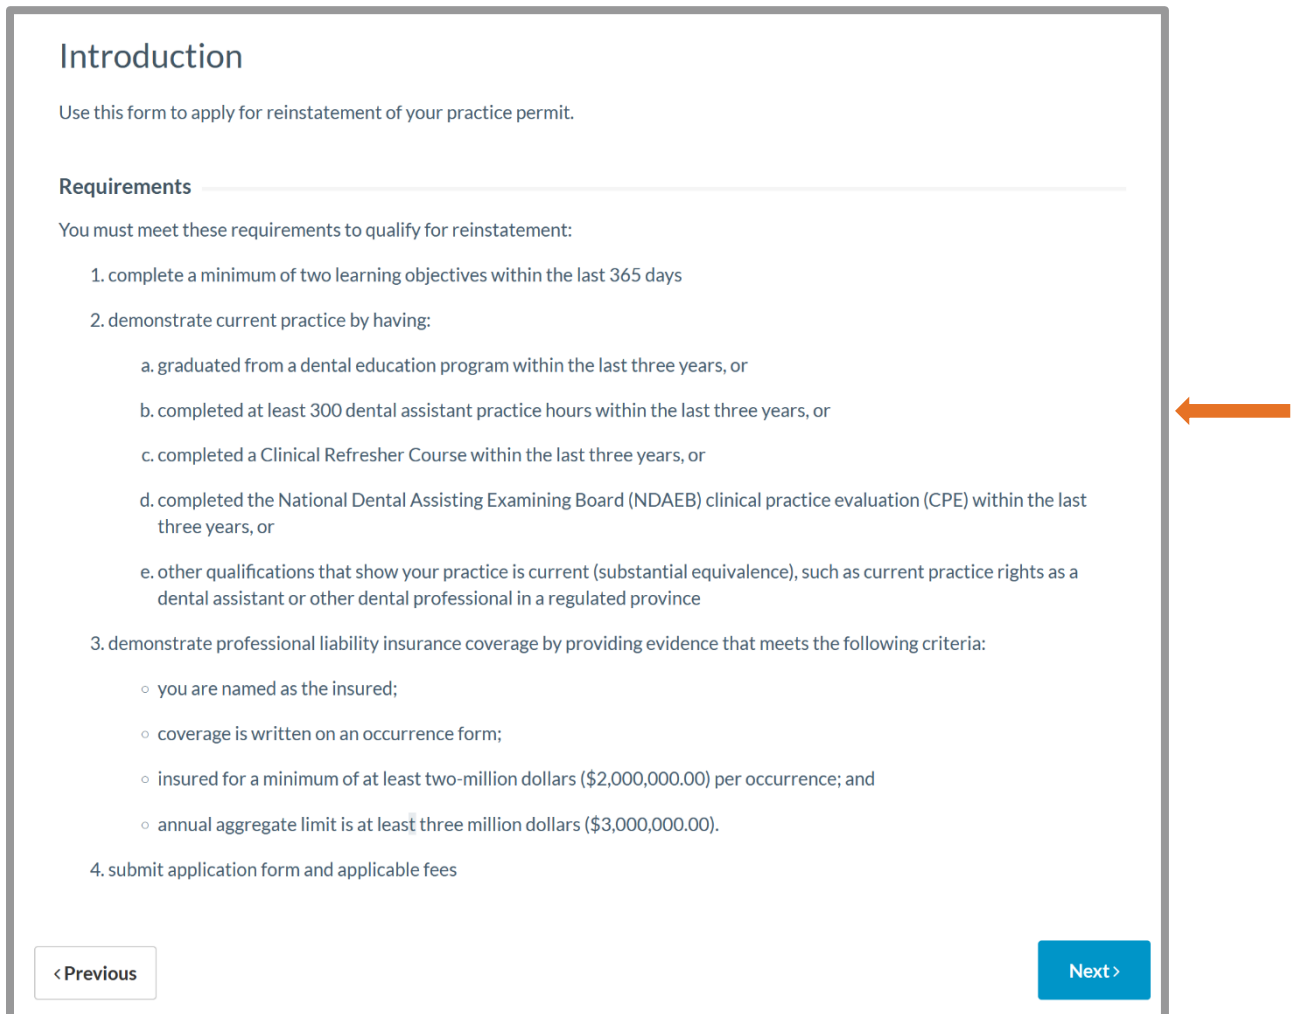 Introduction
Use this form to apply for reinstatement of your practice permit.
Requirements
You must meet these requirements to qualify for reinstatement:
1. complete a minimum of two learning objectives within the last 365 days
2. demonstrate current practice by having:
a. graduated from a dental education program within the last three years, or
b. completed at least 300 dental assistant practice hours within the last three years, or
c. completed a Clinical Refresher Course within the last three years, or
d. completed the National Dental Assisting Examining Board (NDAEB) clinical practice evaluation (CPE) within the last
three years, or
e. other qualifications that show your practice is current (substantial equivalence), such as current practice rights as a
dental assistant or other dental professional in a regulated province
3. demonstrate professional liability insurance coverage by providing evidence that meets the following criteria:
○ you are named as the insured;
○ coverage is written on an occurrence form;
○ insured for a minimum of at least two-million dollars ($2,000,000.00) per occurrence; and
○ annual aggregate limit is at least three million dollars ($3,000,000.00).
4. submit application form and applicable fees
‹ Previous
Next ›